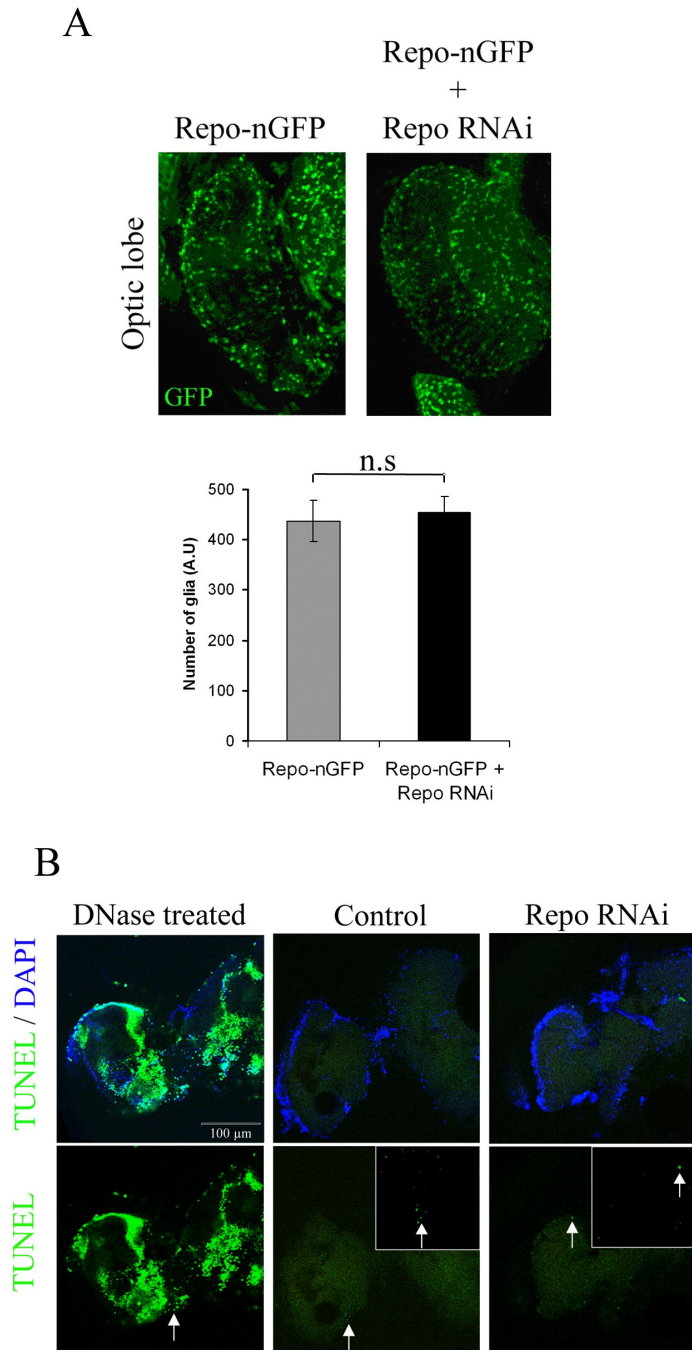 A
Repo-nGFP
Repo-nGFP
+
Repo RNAi
Optic lobe
GFP
n.s
Number of glia (A.U)
500
400
300
200
100
0
Repo-nGFP
Repo-nGFP +
Repo RNAi
B
DNase treated
Control
Repo RNAi
TUNEL / DAPI
100 µm
TUNEL